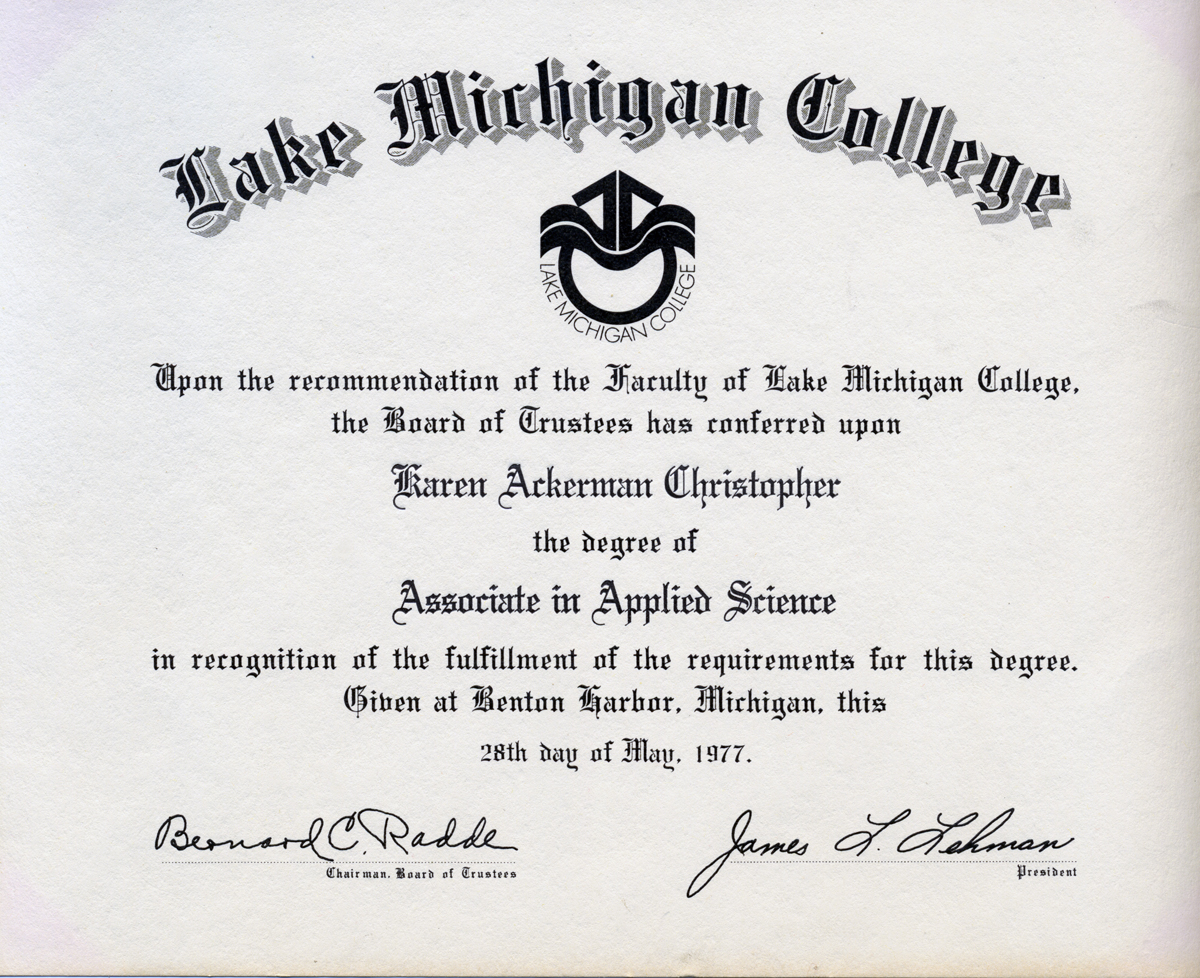 Lake Michigan College
LAKE MICHIGAN COLLEGE
Upon the recommendation of the Faculty of Lake Michigan College,
the Board of Trustees has conferred upon
Karen Ackerman Christopher
the degree of
Associate in Applied Science
in recognition of the fulfillment of the requirements for this degree.
Given at Benton Harbor, Michigan, this
28th day of May, 1977.
Bernard C. Radde James L. Lehman
Chairman, Board of Trustees President